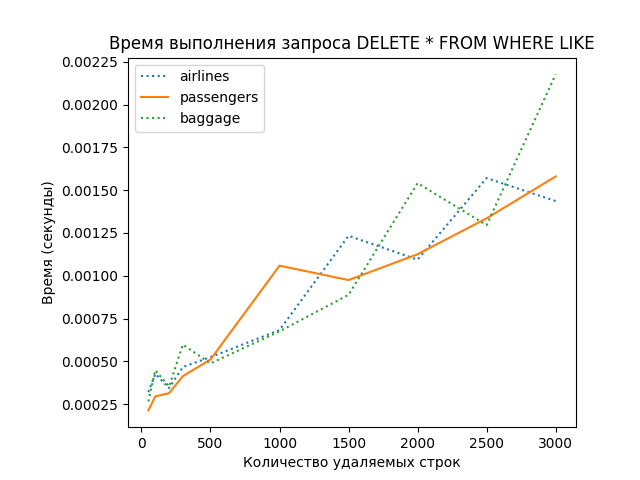 Время выполнения запроса DELETE * FROM WHERE LIKE
airlines
passengers
baggage
0.00225
0.00200
0.00175
0.00150
0.00125
0.00100
0.00075
0.00050
0.00025
Время (секунды)
0 500 1000 1500 2000 2500 3000
Количество удаляемых строк